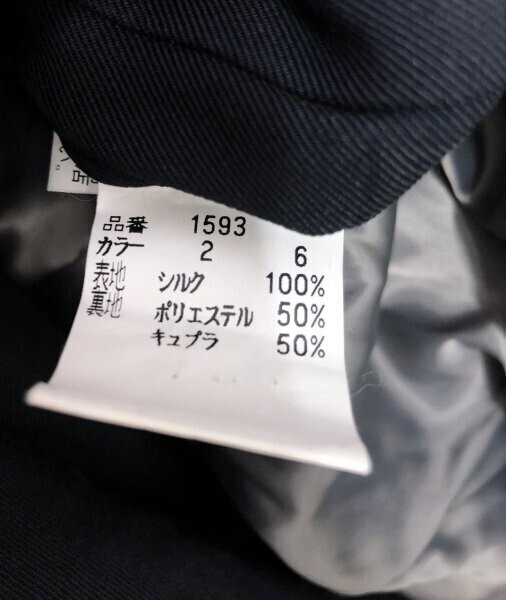 品番 1593
カラー 2 6
表地 シルク 100%
裏地 ポリエステル 50%
キュプラ 50%